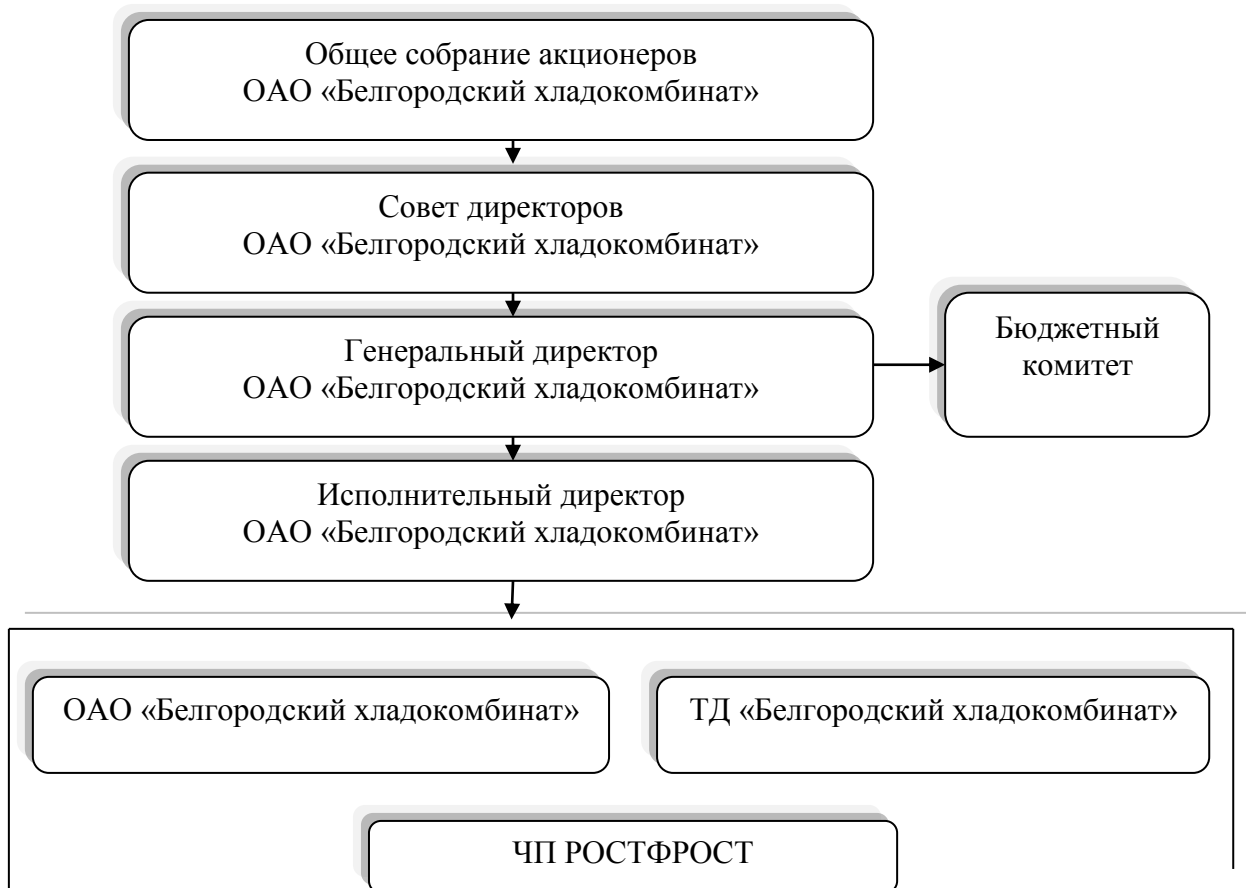 Общее собрание акционеров
ОАО «Белгородский хладокомбинат»
Совет директоров
ОАО «Белгородский хладокомбинат»
Генеральный директор
ОАО «Белгородский хладокомбинат»
Бюджетный
комитет
Исполнительный директор
ОАО «Белгородский хладокомбинат»
ОАО «Белгородский хладокомбинат»
ТД «Белгородский хладокомбинат»
ЧП РОСТФРОСТ